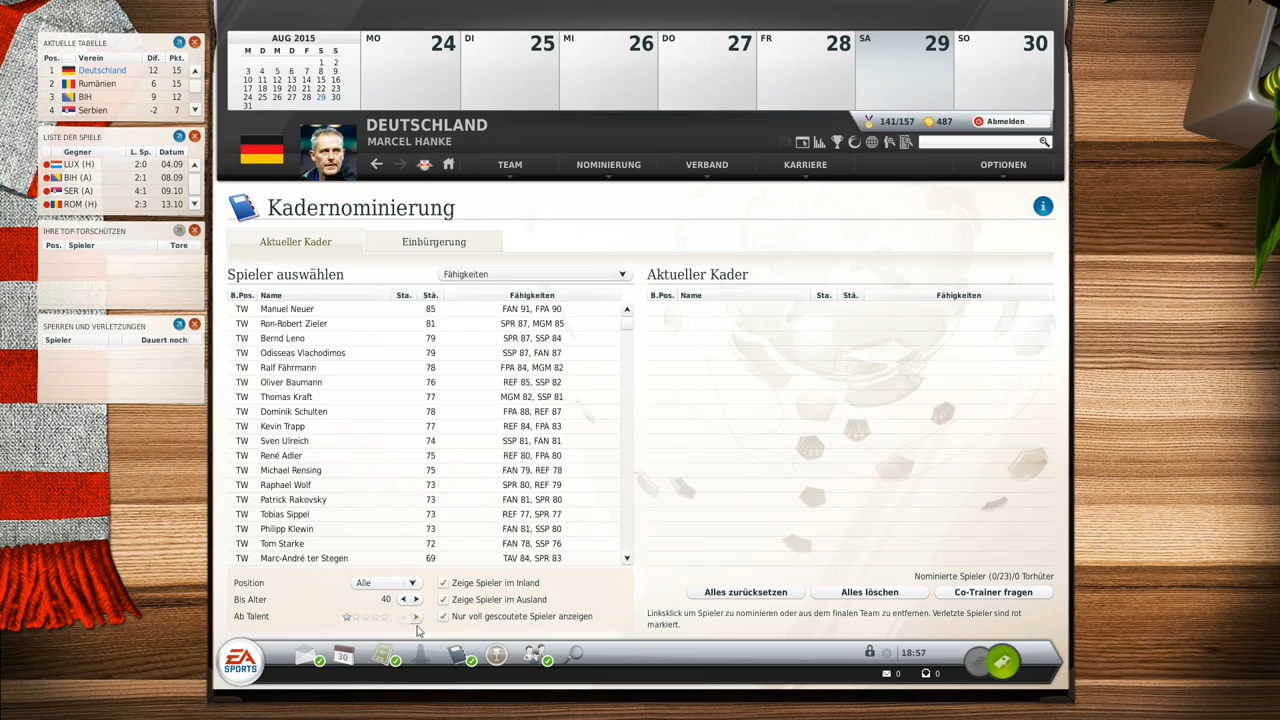 AKTUELLE TABELLE
Pos. Verein Dif. Pkt.
1 Deutschland 12 15
2 Rumänien 6 15
3 BIH 9 12
4 Serbien -2 7
LISTE DER SPIELE
Gegner L. Sp. Datum
LUX (H) 2:0 04.09
BIH (A) 2:1 08.09
SER (A) 4:1 09.10
ROM (H) 2:3 13.10
IHRE TOP-TORSCHÜTZEN
Pos. Spieler Tore
SPERREN UND VERLETZUNGEN
Spieler Dauert noch
AUG 2015
M D M D F S S
1 2
3 4 5 6 7 8 9
10 11 12 13 14 15 16
17 18 19 20 21 22 23
24 25 26 27 28 29 30
31
MO 24 DI 25 MI 26 DO 27 FR 28 SA 29 SO 30
141/157 487 Abmelden
DEUTSCHLAND
MARCEL HANKE
TEAM NOMINIERUNG VERBAND KARRIERE OPTIONEN
Kadernominierung
Aktueller Kader Einbürgerung
Spieler auswählen Fähigkeiten
B.Pos. Name Sta. Stä. Fähigkeiten
TW Manuel Neuer 85 FAN 91, FPA 90
TW Ron-Robert Zieler 81 SPR 87, MGM 85
TW Bernd Leno 79 SPR 87, SSP 84
TW Odisseas Vlachodimos 79 SSP 87, FAN 87
TW Ralf Fährmann 78 FPA 84, MGM 82
TW Oliver Baumann 76 REF 85, SSP 82
TW Thomas Kraft 77 MGM 82, SSP 81
TW Dominik Schulten 78 FPA 88, REF 87
TW Kevin Trapp 77 REF 84, FPA 83
TW Sven Ulreich 74 SSP 81, FAN 81
TW René Adler 75 REF 80, FPA 80
TW Michael Rensing 75 FAN 79, REF 78
TW Raphael Wolf 73 SPR 80, REF 79
TW Patrick Rakovsky 73 FAN 81, SPR 80
TW Tobias Sippel 73 REF 77, SPR 77
TW Philipp Klewin 73 FAN 81, SSP 80
TW Tom Starke 72 FAN 78, SSP 76
TW Marc-André ter Stegen 69 TAV 84, SPR 83
Position Alle
Bis Alter 40
Ab Talent
Zeige Spieler im Inland
Zeige Spieler im Ausland
Nur voll gescoutete Spieler anzeigen
Aktueller Kader
B.Pos. Name Sta. Stä. Fähigkeiten
Nominierte Spieler (0/23)/0 Torhüter
Alles zurücksetzen Alles löschen Co-Trainer fragen
Linksklick um Spieler zu nominieren oder aus dem finalen Team zu entfernen. Verletzte Spieler sind rot
markiert.
EA
SPORTS
30
18:57
0 0